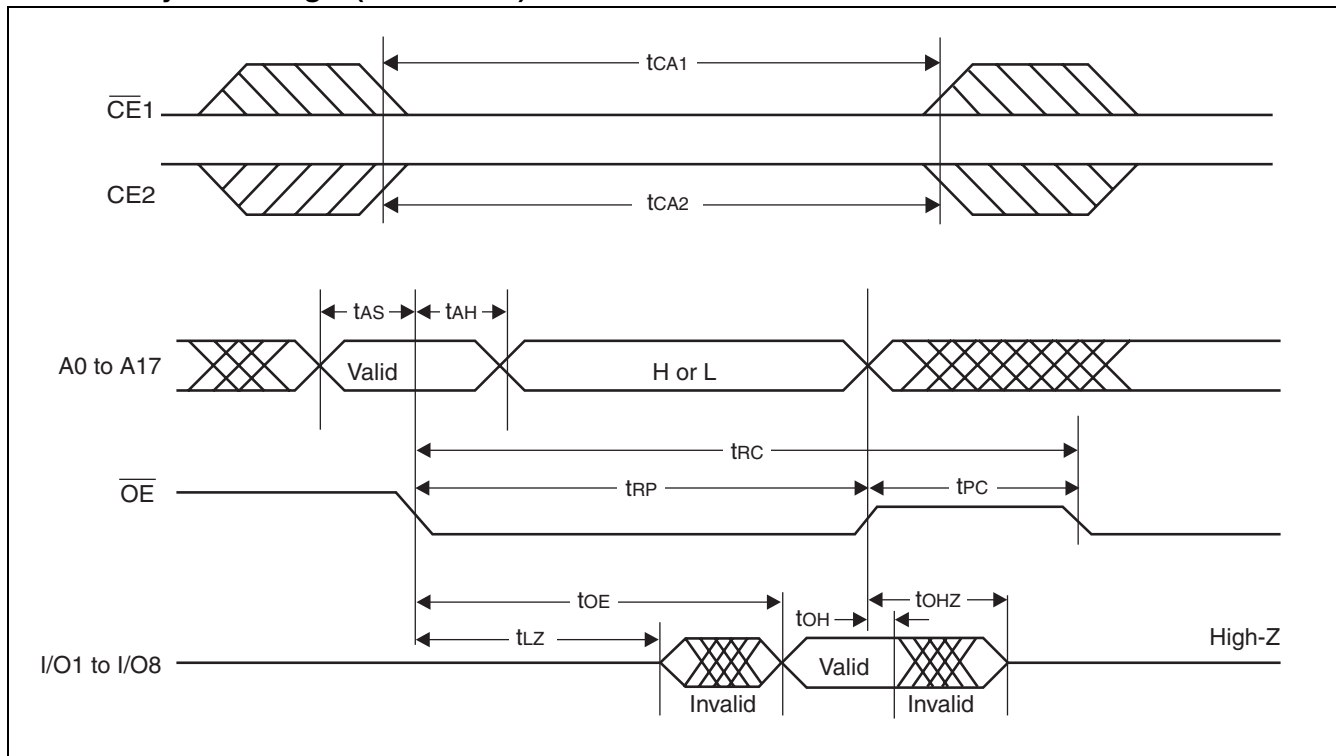 tCA1
CE1
CE2
tCA2
tAS tAH
A0 to A17 Valid H or L
tRC
OE tRP tPC
tOE tOH tOHZ
tLZ High-Z
I/O1 to I/O8 Valid
Invalid Invalid